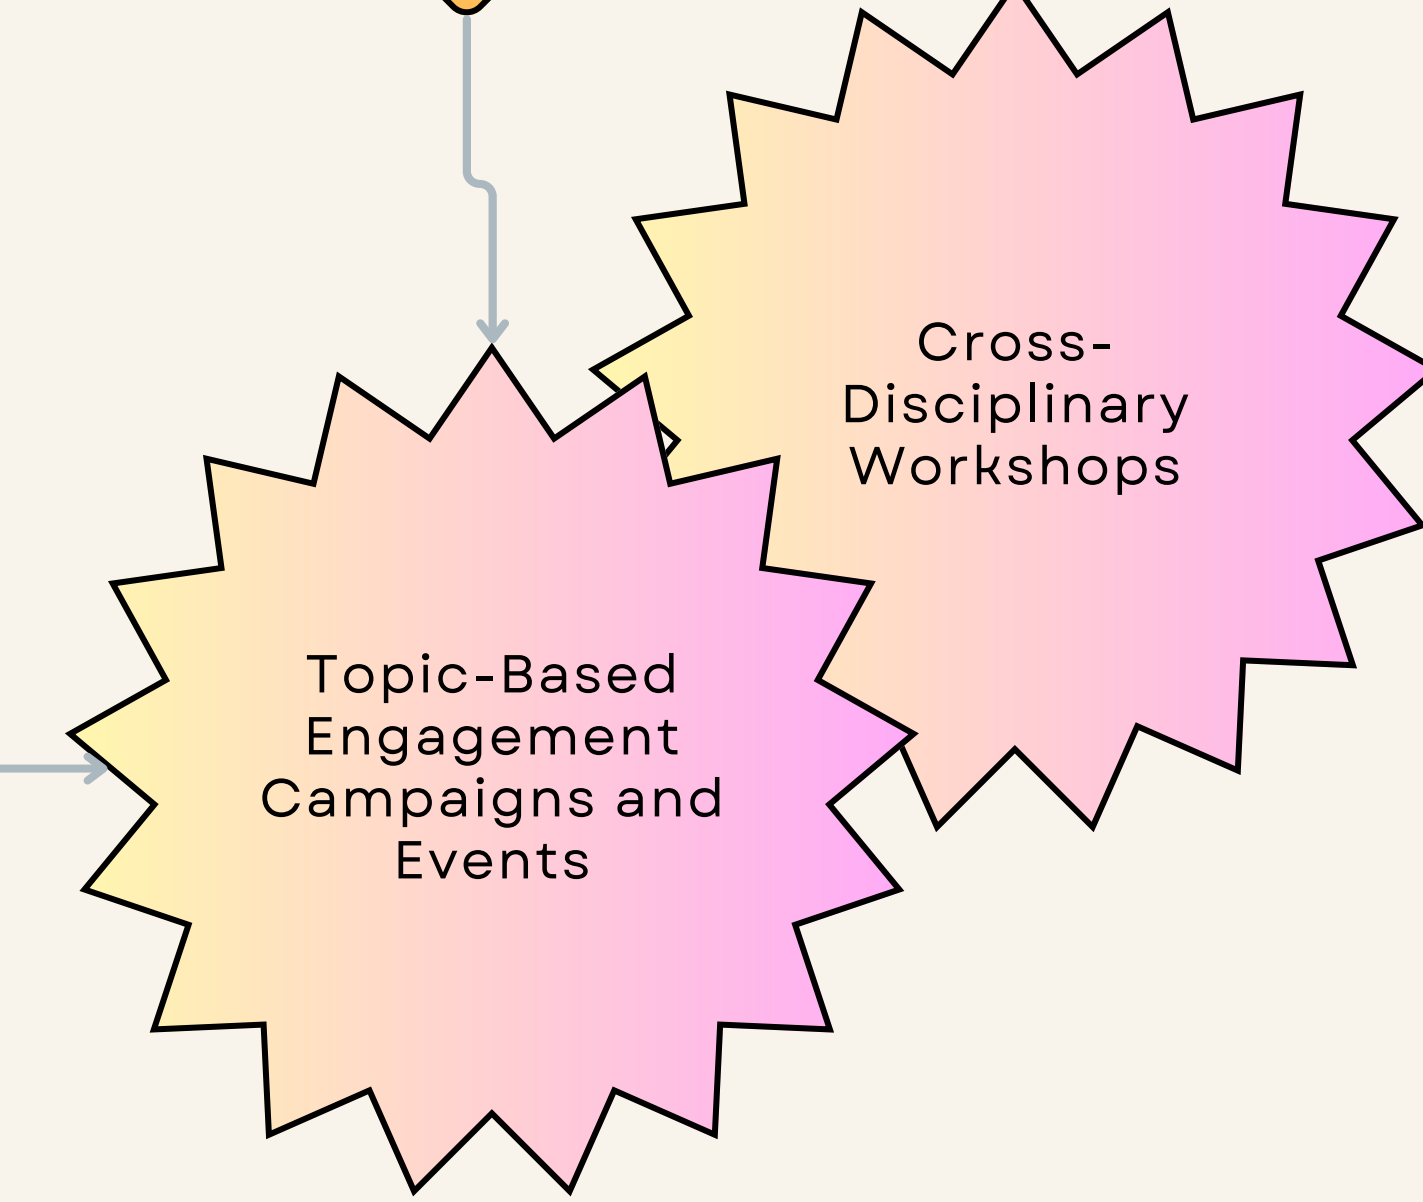 Cross-
Disciplinary
Workshops
Topic-Based
Engagement
Campaigns and
Events